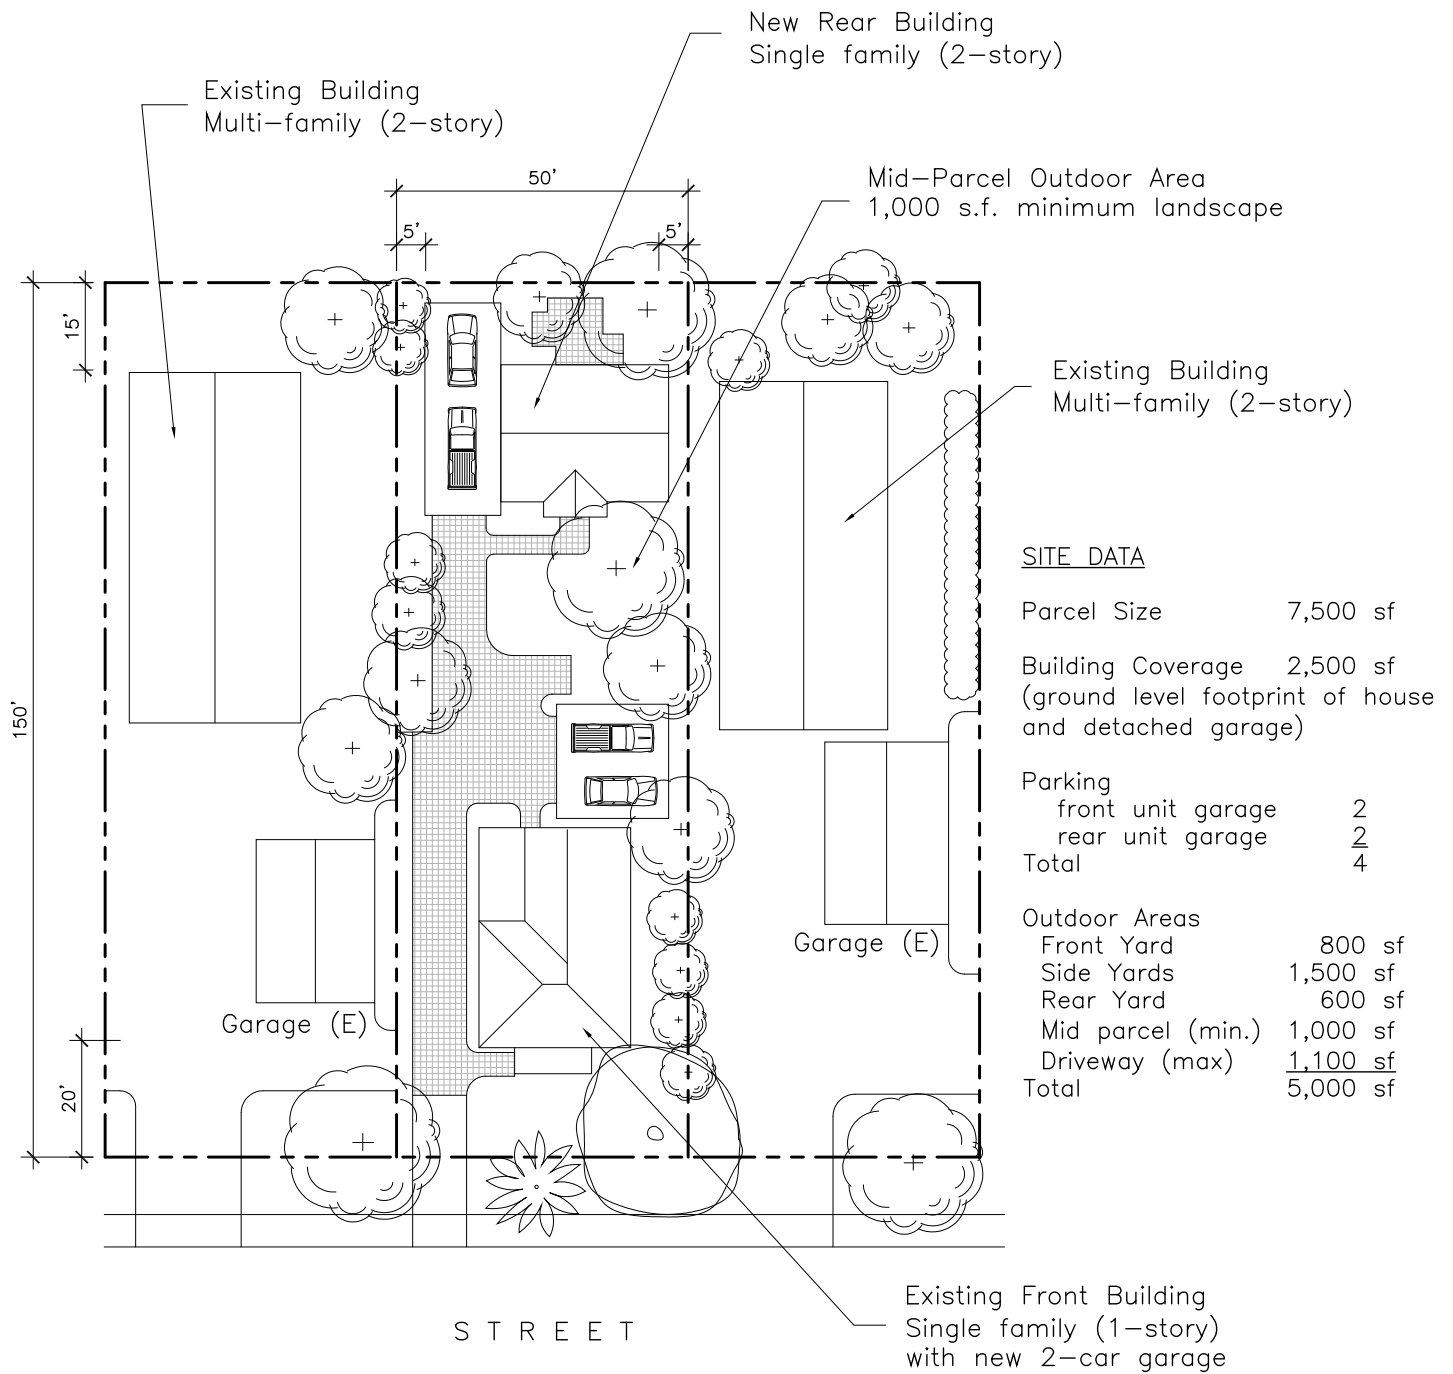 New Rear Building
Single family (2-story)
Existing Building
Multi-family (2-story)
50'
Mid-Parcel Outdoor Area
1,000 s.f. minimum landscape
5'
5'
15'
Existing Building
Multi-family (2-story)
150'
SITE DATA
Parcel Size 7,500 sf
Building Coverage 2,500 sf
(ground level footprint of house
and detached garage)
Parking
front unit garage 2
rear unit garage 2
Total 4
Outdoor Areas
Front Yard 800 sf
Side Yards 1,500 sf
Rear Yard 600 sf
Mid parcel (min.) 1,000 sf
Driveway (max) 1,100 sf
Total 5,000 sf
Garage (E)
Garage (E)
20'
STREET
Existing Front Building
Single family (1-story)
with new 2-car garage